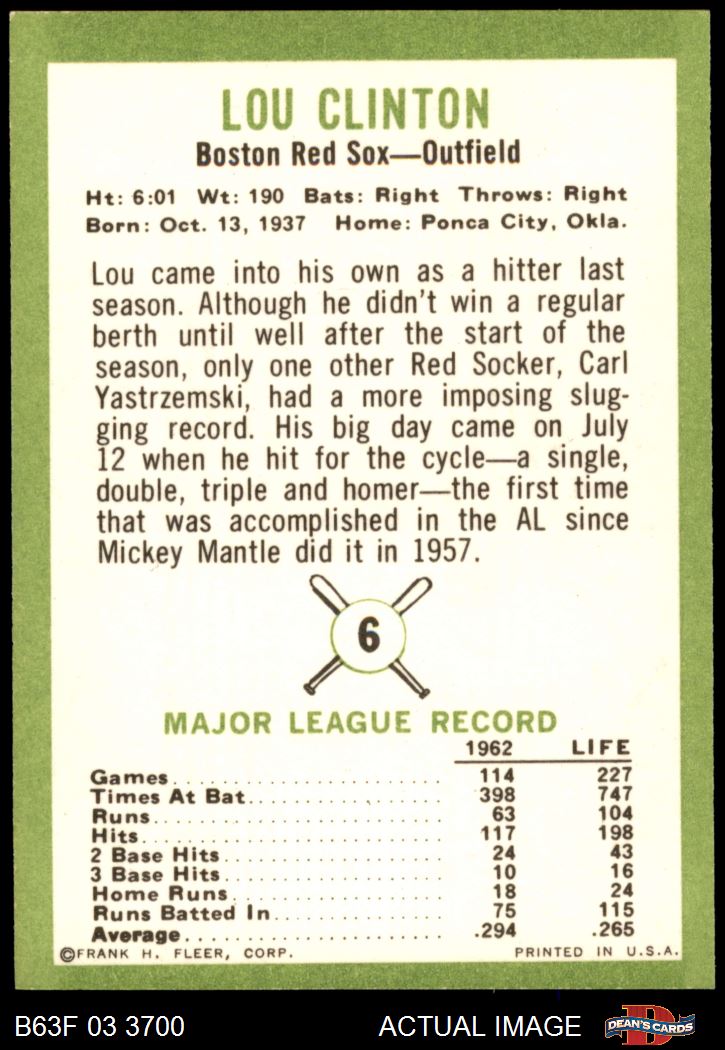 LOU CLINTON
Boston Red Sox—Outfield
Ht: 6:01 Wt: 190 Bats: Right Throws: Right
Born: Oct. 13, 1937 Home: Ponca City, Okla.
Lou came into his own as a hitter last
season. Although he didn't win a regular
berth until well after the start of the
season, only one other Red Socker, Carl
Yastrzemski, had a more imposing slug-
ging record. His big day came on July
12 when he hit for the cycle—a single,
double, triple and homer—the first time
that was accomplished in the AL since
Mickey Mantle did it in 1957.
6
MAJOR LEAGUE RECORD
1962 LIFE
Games 114 227
Times At Bat 398 747
Runs 63 104
Hits 117 198
2 Base Hits 24 43
3 Base Hits 10 16
Home Runs 18 24
Runs Batted In 75 115
Average .294 .265
©FRANK H. FLEER, CORP. PRINTED IN U.S.A.
B63F 03 3700 ACTUAL IMAGE D DEAN'S CARDS